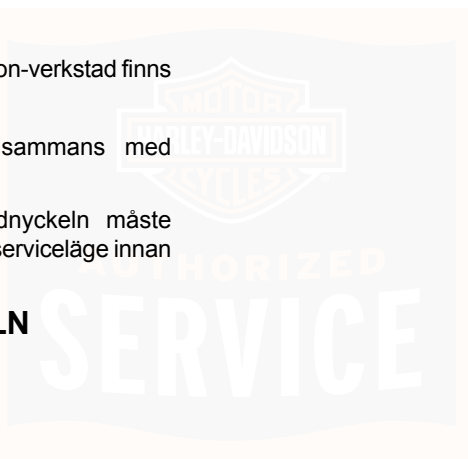 on-verkstad finns
sammans med
dnyckeln måste
serviceläge innan
LN
MOTOR
HARLEY-DAVIDSON
CYCLES
AUTHORIZED
SERVICE